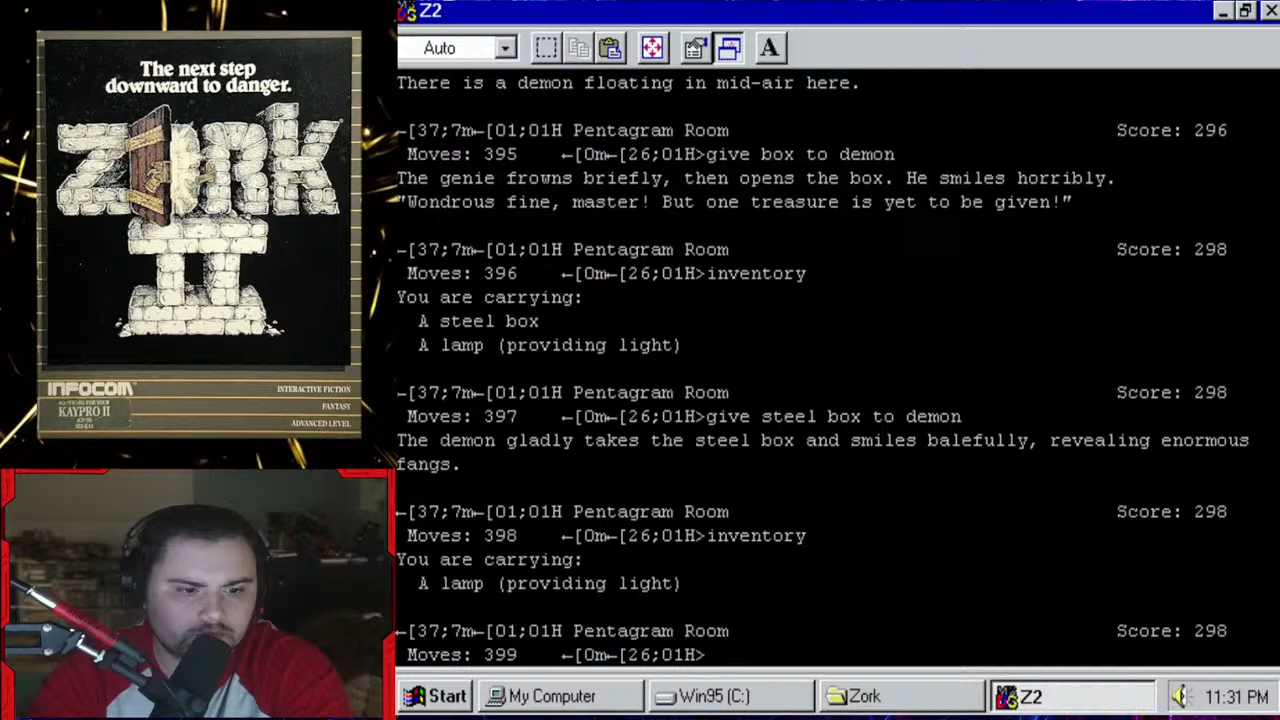 The next step
downward to danger.
ZORK
II
INFOCOM
KAYPRO II
INTERACTIVE FICTION
FANTASY
ADVANCED LEVEL
Z2
Auto
A
There is a demon floating in mid-air here.
←[37;7m←[01;01H Pentagram Room Score: 296
Moves: 395 ←[0m←[26;01H>give box to demon
The genie frowns briefly, then opens the box. He smiles horribly.
"Wondrous fine, master! But one treasure is yet to be given!"
←[37;7m←[01;01H Pentagram Room Score: 298
Moves: 396 ←[0m←[26;01H>inventory
You are carrying:
A steel box
A lamp (providing light)
←[37;7m←[01;01H Pentagram Room Score: 298
Moves: 397 ←[0m←[26;01H>give steel box to demon
The demon gladly takes the steel box and smiles balefully, revealing enormous
fangs.
←[37;7m←[01;01H Pentagram Room Score: 298
Moves: 398 ←[0m←[26;01H>inventory
You are carrying:
A lamp (providing light)
←[37;7m←[01;01H Pentagram Room Score: 298
Moves: 399 ←[0m←[26;01H>
Start
My Computer
Win95 (C:)
Zork
Z2
11:31 PM